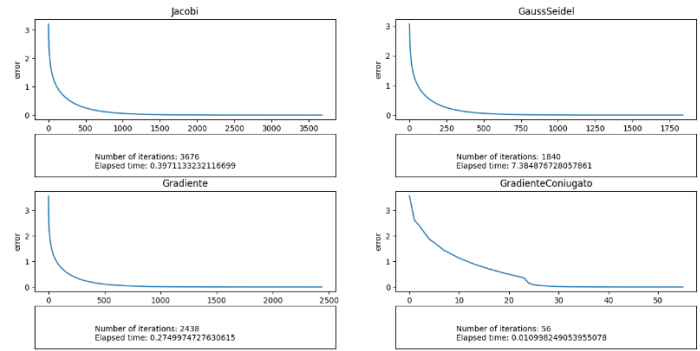 Jacobi
3
2
1
0
error
0 500 1000 1500 2000 2500 3000 3500
Number of iterations: 3676
Elapsed time: 0.3971133232116699
GaussSeidel
3
2
1
0
error
0 250 500 750 1000 1250 1500 1750
Number of iterations: 1840
Elapsed time: 7.384876728057861
Gradiente
3
2
1
0
error
0 500 1000 1500 2000 2500
Number of iterations: 2438
Elapsed time: 0.2749974727630615
GradienteConiugato
3
2
1
0
error
0 10 20 30 40 50
Number of iterations: 56
Elapsed time: 0.010998249053955078